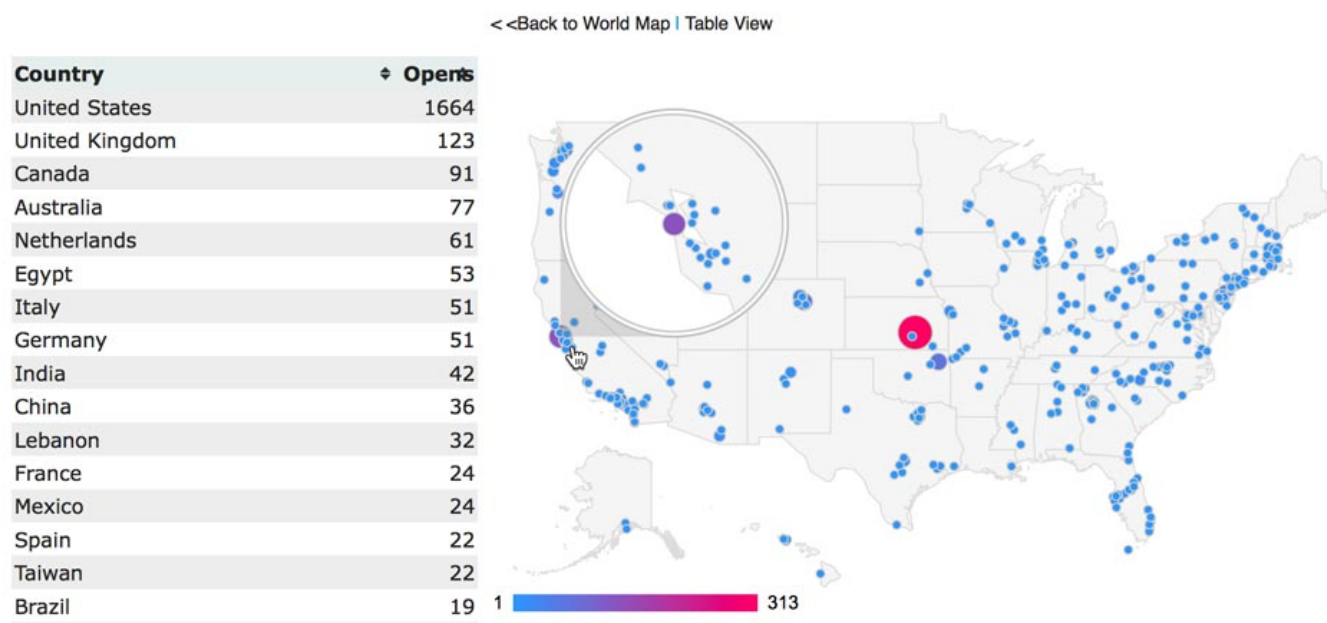 < <Back to World Map | Table View
Country Opens
United States 1664
United Kingdom 123
Canada 91
Australia 77
Netherlands 61
Egypt 53
Italy 51
Germany 51
India 42
China 36
Lebanon 32
France 24
Mexico 24
Spain 22
Taiwan 22
Brazil 19
1 313